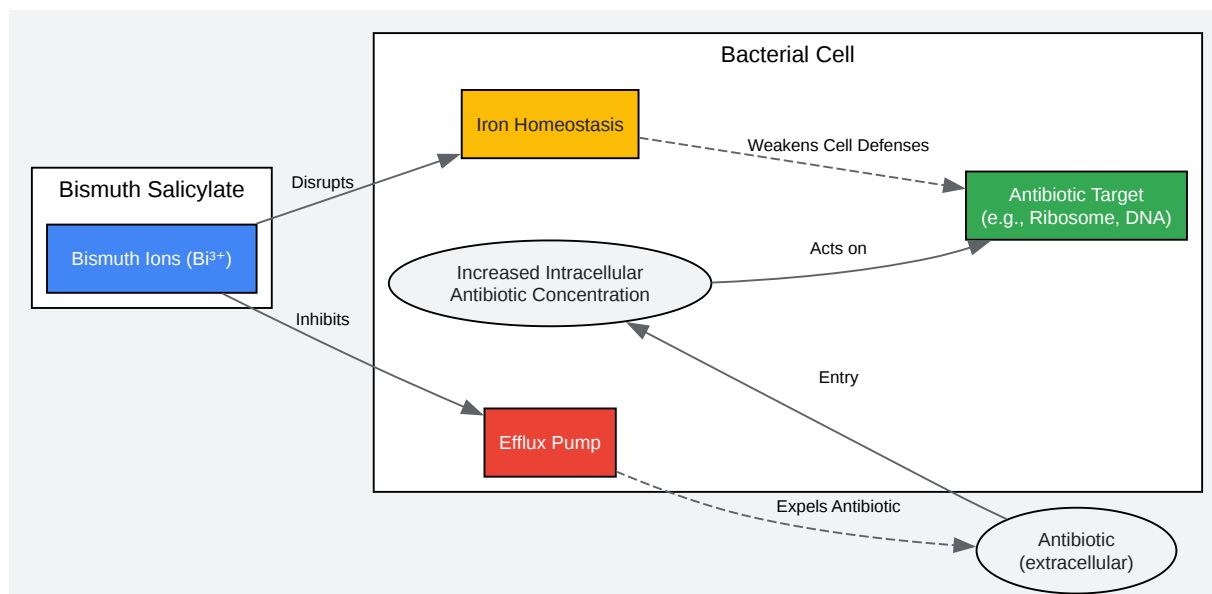 Bacterial Cell
Iron Homeostasis
Weakens Cell Defenses
Bismuth Salicylate
Disrupts
Antibiotic Target
(e.g., Ribosome, DNA)
Bismuth Ions (Bi³⁺)
Acts on
Increased Intracellular
Antibiotic Concentration
Inhibits
Entry
Efflux Pump
Expels Antibiotic
Antibiotic
(extracellular)